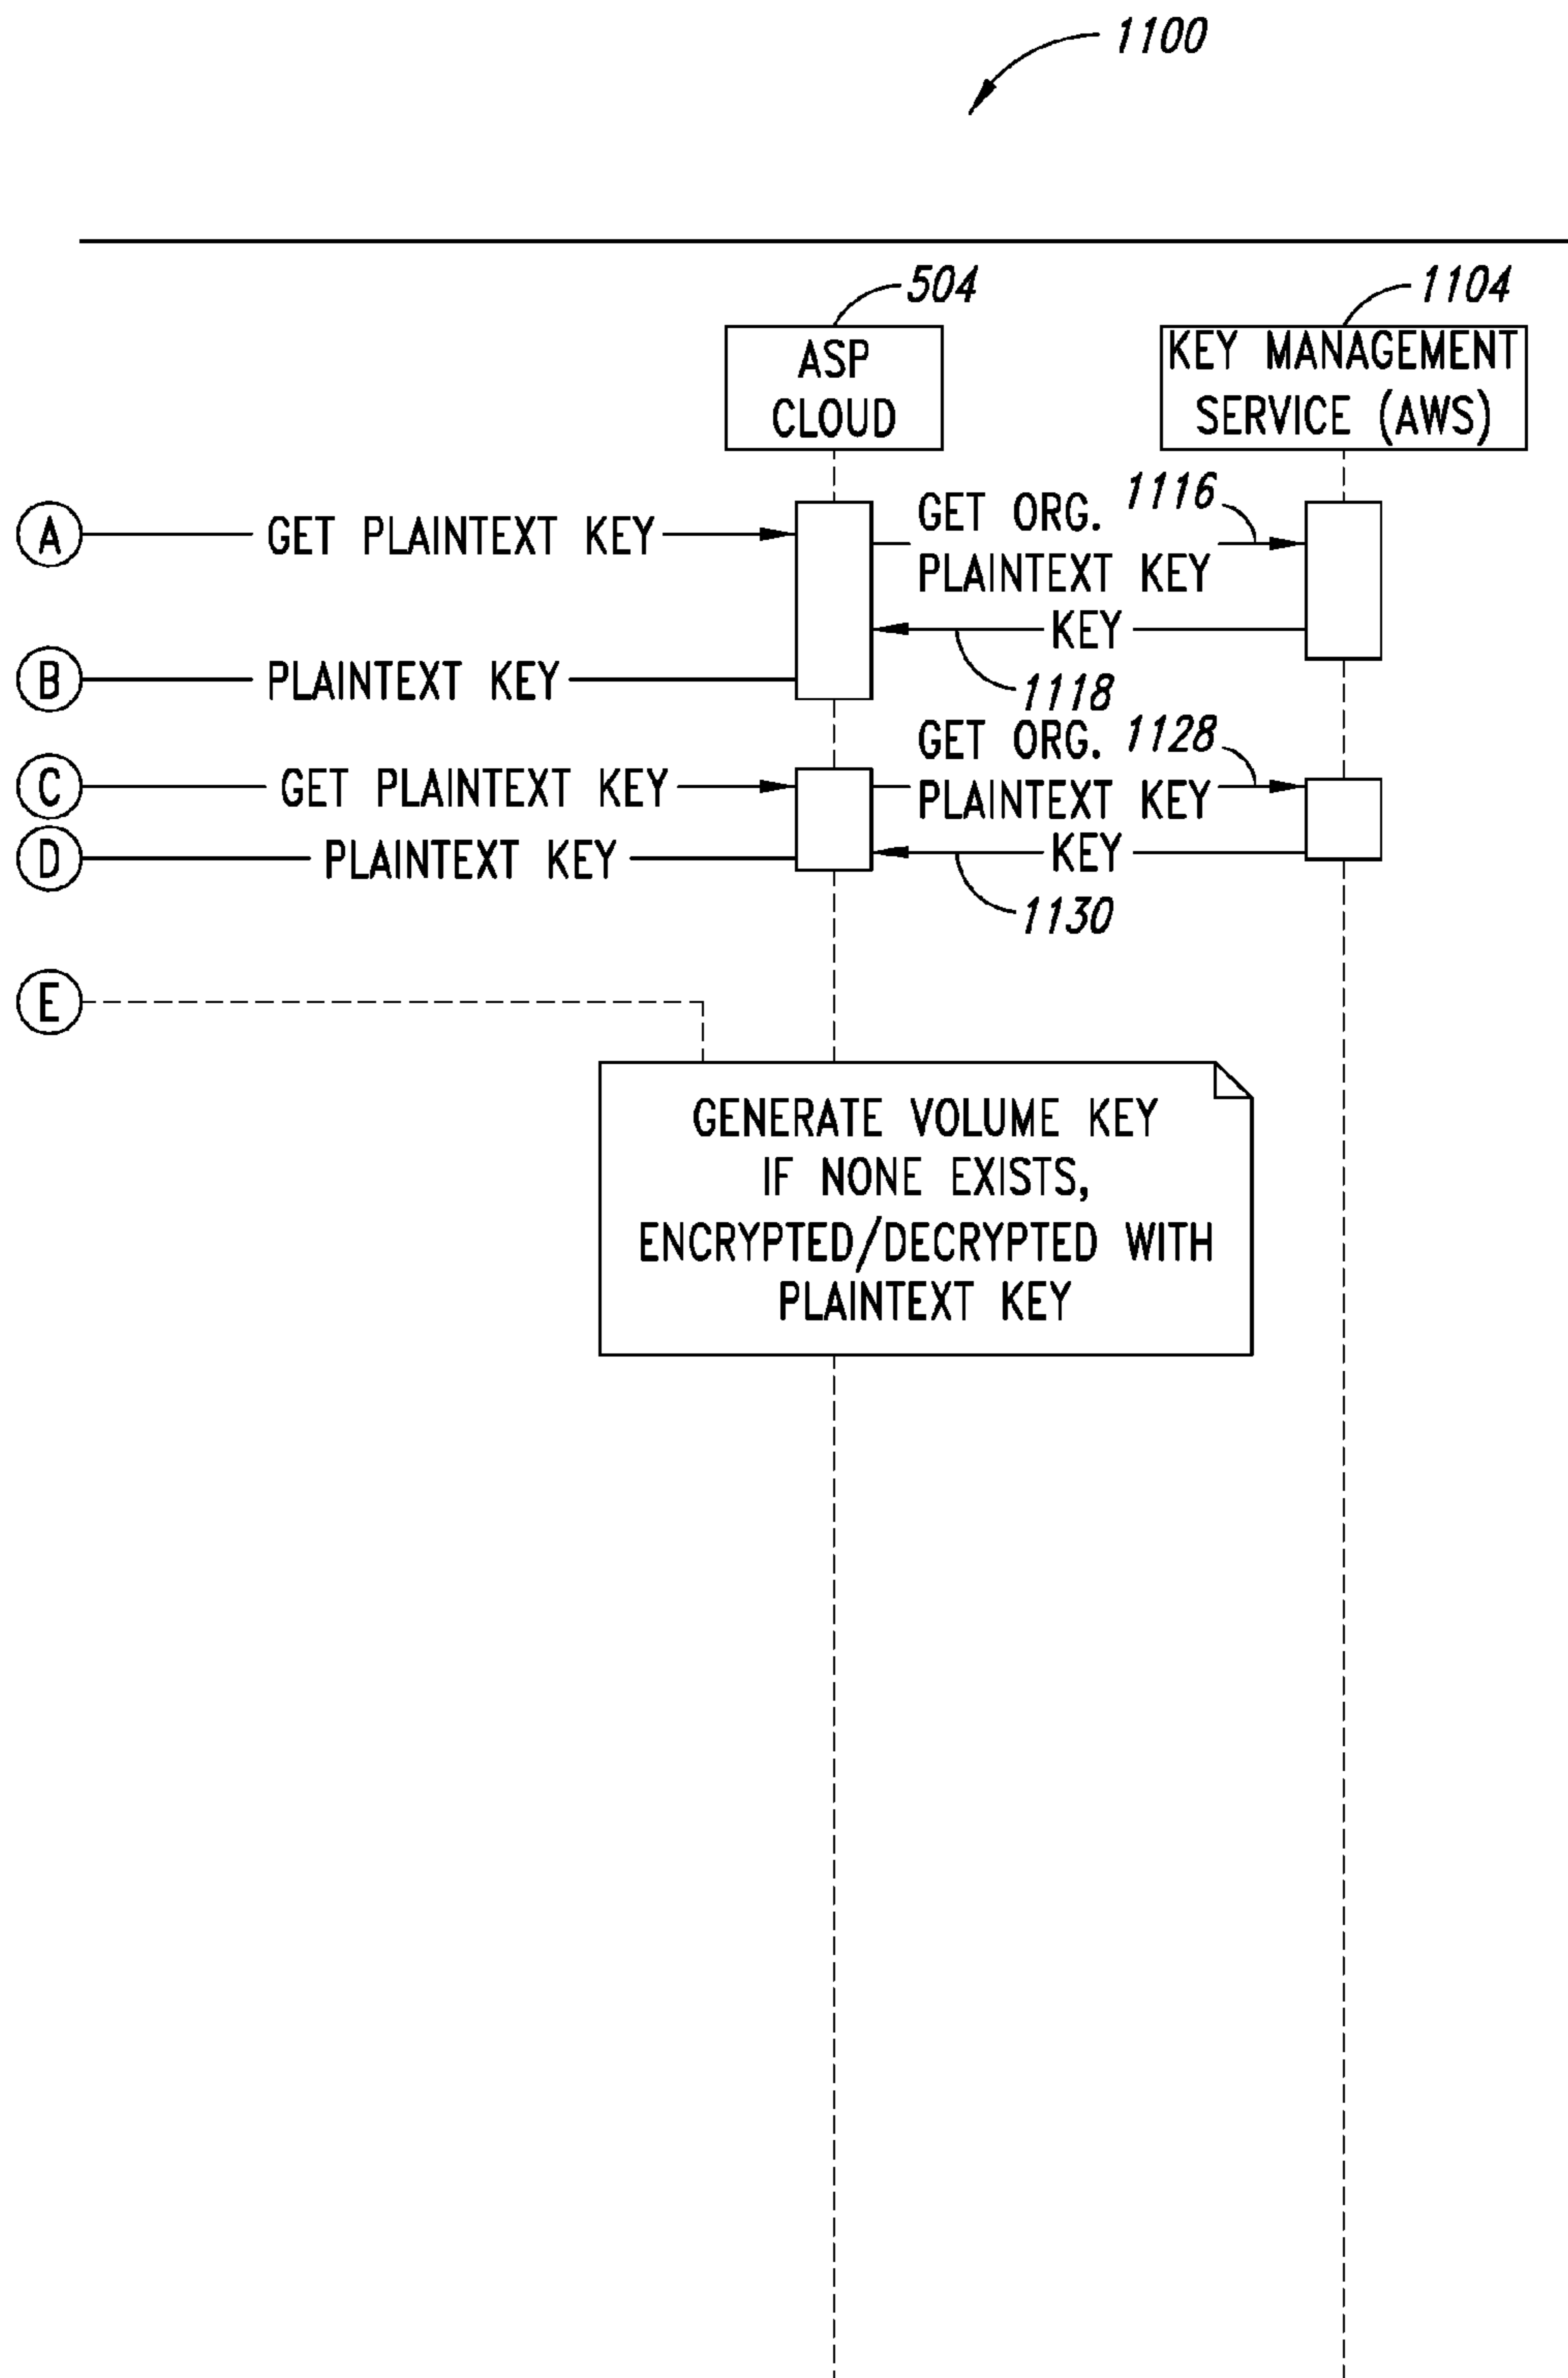 1100
504
1104
ASP
CLOUD
KEY MANAGEMENT
SERVICE (AWS)
A
GET PLAINTEXT KEY
GET ORG.
PLAINTEXT KEY
1116
KEY
1118
B
PLAINTEXT KEY
C
GET PLAINTEXT KEY
GET ORG.
PLAINTEXT KEY
1128
KEY
1130
D
PLAINTEXT KEY
E
GENERATE VOLUME KEY
IF NONE EXISTS,
ENCRYPTED/DECRYPTED WITH
PLAINTEXT KEY